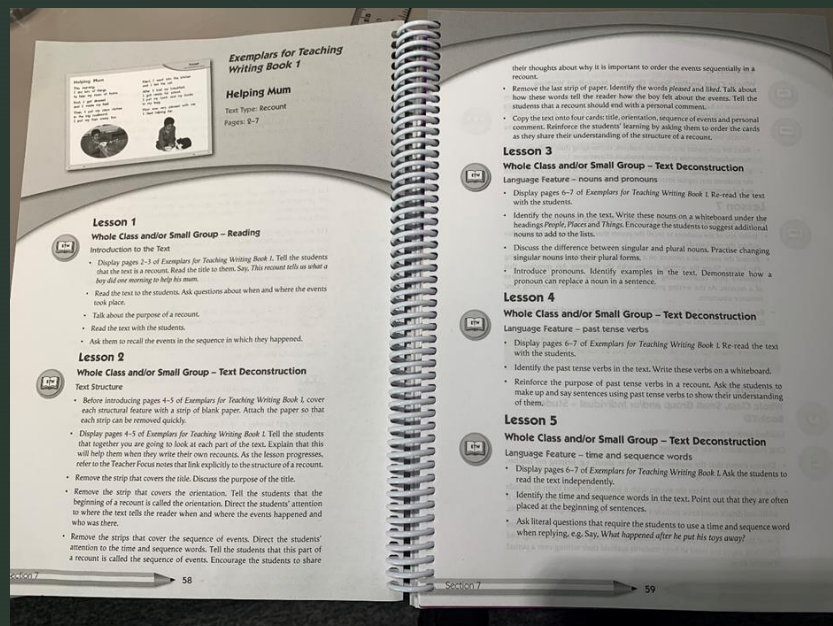 Exemplars for Teaching
Writing Book 1
Helping Mum
Text Type: Recount
Pages: 2–7
Helping Mum
Lesson 1
Whole Class and/or Small Group – Reading
Introduction to the Text
• Display pages 2–3 of Exemplars for Teaching Writing Book 1. Tell the students
that the text is a recount. Read the title to them. Say, This recount tells us what a
boy did one morning to help his mum.
• Read the text to the students. Ask questions about when and where the events
took place.
• Talk about the purpose of a recount.
• Read the text with the students.
• Ask them to recall the events in the sequence in which they happened.
Lesson 2
Whole Class and/or Small Group – Text Deconstruction
Text Structure
• Before introducing pages 4–5 of Exemplars for Teaching Writing Book 1, cover
each structural feature with a strip of blank paper. Attach the paper so that
each strip can be removed quickly.
• Display pages 4–5 of Exemplars for Teaching Writing Book 1. Tell the students
that together you are going to look at each part of the text. Explain that this
will help them when they write their own recounts. As the lesson progresses,
refer to the Teacher Focus notes that link explicitly to the structure of a recount.
• Remove the strip that covers the title. Discuss the purpose of the title.
• Remove the strip that covers the orientation. Tell the students that the
beginning of a recount is called the orientation. Direct the students' attention
to where the text tells the reader when and where the events happened and
who was there.
• Remove the strips that cover the sequence of events. Direct the students'
attention to the time and sequence words. Tell the students that this part of
a recount is called the sequence of events. Encourage the students to share
Section 7
58
their thoughts about why it is important to order the events sequentially in a
recount.
• Remove the last strip of paper. Identify the words pleased and liked. Talk about
how these words tell the reader how the boy felt about the events. Tell the
students that a recount should end with a personal comment.
• Copy the text onto four cards: title, orientation, sequence of events and personal
comment. Reinforce the students' learning by asking them to order the cards
as they share their understanding of the structure of a recount.
Lesson 3
Whole Class and/or Small Group – Text Deconstruction
Language Feature – nouns and pronouns
• Display pages 6–7 of Exemplars for Teaching Writing Book 1. Re-read the text
with the students.
• Identify the nouns in the text. Write these nouns on a whiteboard under the
headings People, Places and Things. Encourage the students to suggest additional
nouns to add to the lists.
• Discuss the difference between singular and plural nouns. Practise changing
singular nouns into their plural forms.
• Introduce pronouns. Identify examples in the text. Demonstrate how a
pronoun can replace a noun in a sentence.
Lesson 4
Whole Class and/or Small Group – Text Deconstruction
Language Feature – past tense verbs
• Display pages 6–7 of Exemplars for Teaching Writing Book 1. Re-read the text
with the students.
• Identify the past tense verbs in the text. Write these verbs on a whiteboard.
• Reinforce the purpose of past tense verbs in a recount. Ask the students to
make up and say sentences using past tense verbs to show their understanding
of them.
Lesson 5
Whole Class and/or Small Group – Text Deconstruction
Language Feature – time and sequence words
• Display pages 6–7 of Exemplars for Teaching Writing Book 1. Ask the students to
read the text independently.
• Identify the time and sequence words in the text. Point out that they are often
placed at the beginning of sentences.
• Ask literal questions that require the students to use a time and sequence word
when replying, e.g. Say, What happened after he put his toys away?
Section 7
59